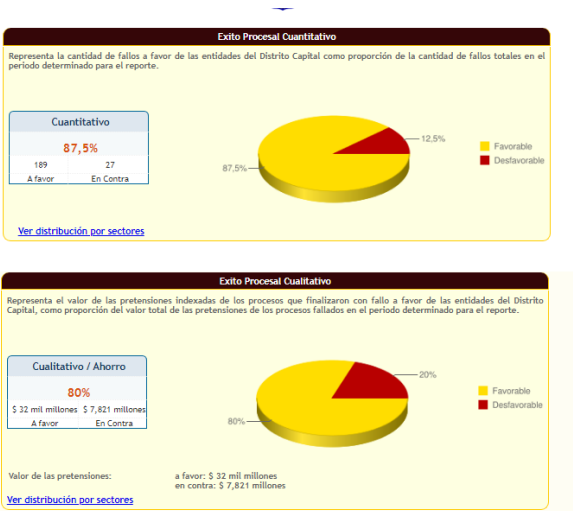 Exito Procesal Cuantitativo
Representa la cantidad de fallos a favor de las entidades del Distrito Capital como proporción de la cantidad de fallos totales en el
periodo determinado para el reporte.
Cuantitativo
87,5%
189 27
A favor En Contra
12,5%
87,5%
Favorable
Desfavorable
Ver distribución por sectores
Exito Procesal Cualitativo
Representa el valor de las pretensiones indexadas de los procesos que finalizaron con fallo a favor de las entidades del Distrito
Capital, como proporción del valor total de las pretensiones de los procesos fallados en el periodo determinado para el reporte.
Cualitativo / Ahorro
80%
$ 32 mil millones $ 7,821 millones
A favor En Contra
20%
80%
Favorable
Desfavorable
Valor de las pretensiones: a favor: $ 32 mil millones
en contra: $ 7,821 millones
Ver distribución por sectores